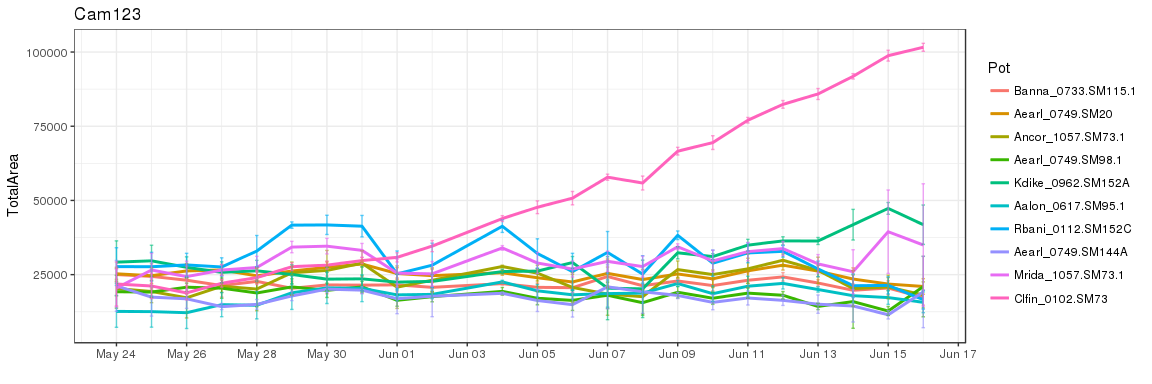 Cam123
TotalArea
100000
75000
50000
25000
May 24 May 26 May 28 May 30 Jun 01 Jun 03 Jun 05 Jun 07 Jun 09 Jun 11 Jun 13 Jun 15 Jun 17
Pot
Banna_0733.SM115.1
Aearl_0749.SM20
Ancor_1057.SM73.1
Aearl_0749.SM98.1
Kdike_0962.SM152A
Aalon_0617.SM95.1
Rbani_0112.SM152C
Aearl_0749.SM144A
Mrida_1057.SM73.1
Clfin_0102.SM73